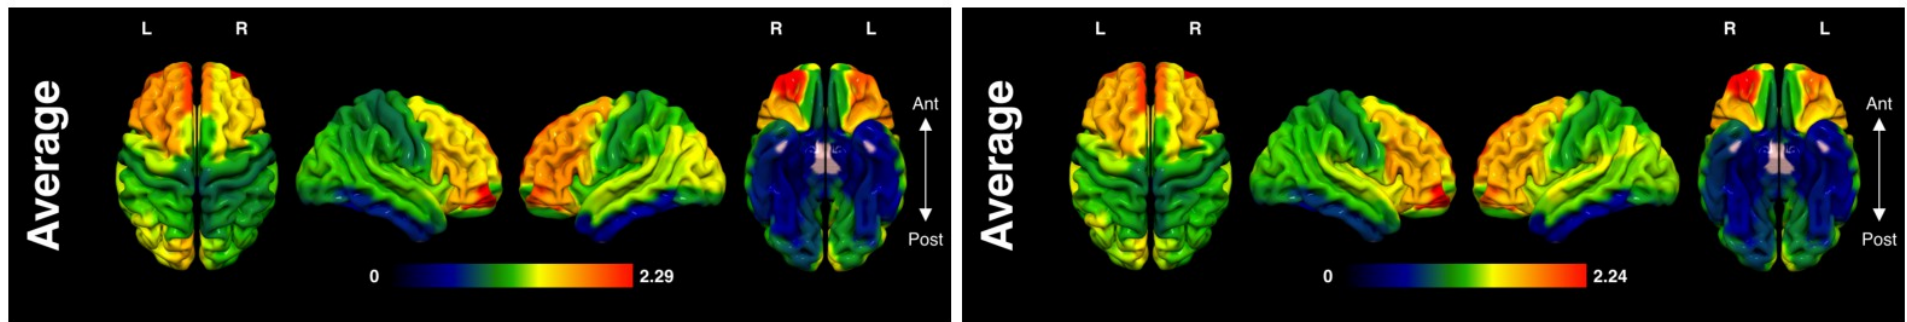 L R R L
Average
Ant
Post
0 2.29
L R R L
Average
Ant
Post
0 2.24